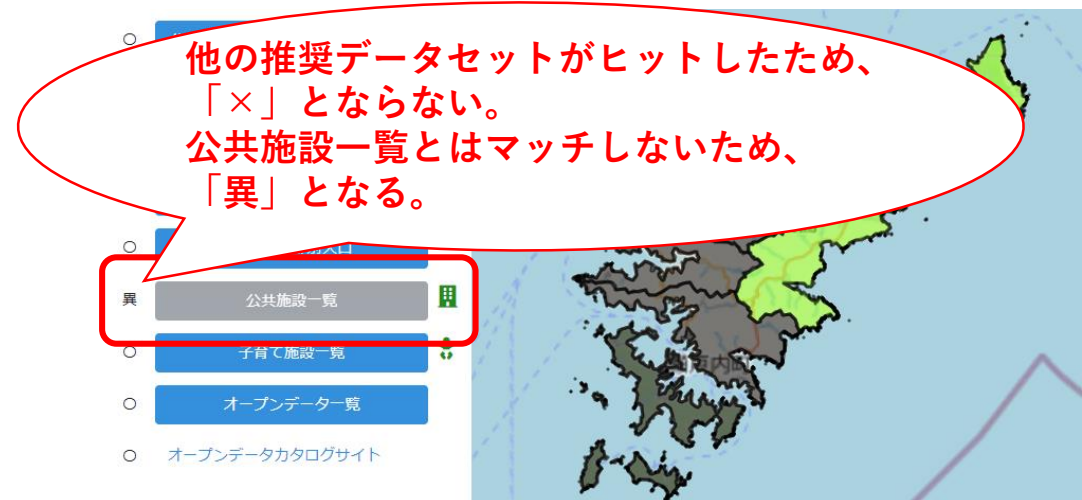 ○
他の推奨データセットがヒットしたため、
「×」とならない。
公共施設一覧とはマッチしないため、
「異」となる。
○
異 公共施設一覧
○ 子育て施設一覧
○ オープンデータ一覧
○ オープンデータカタログサイト